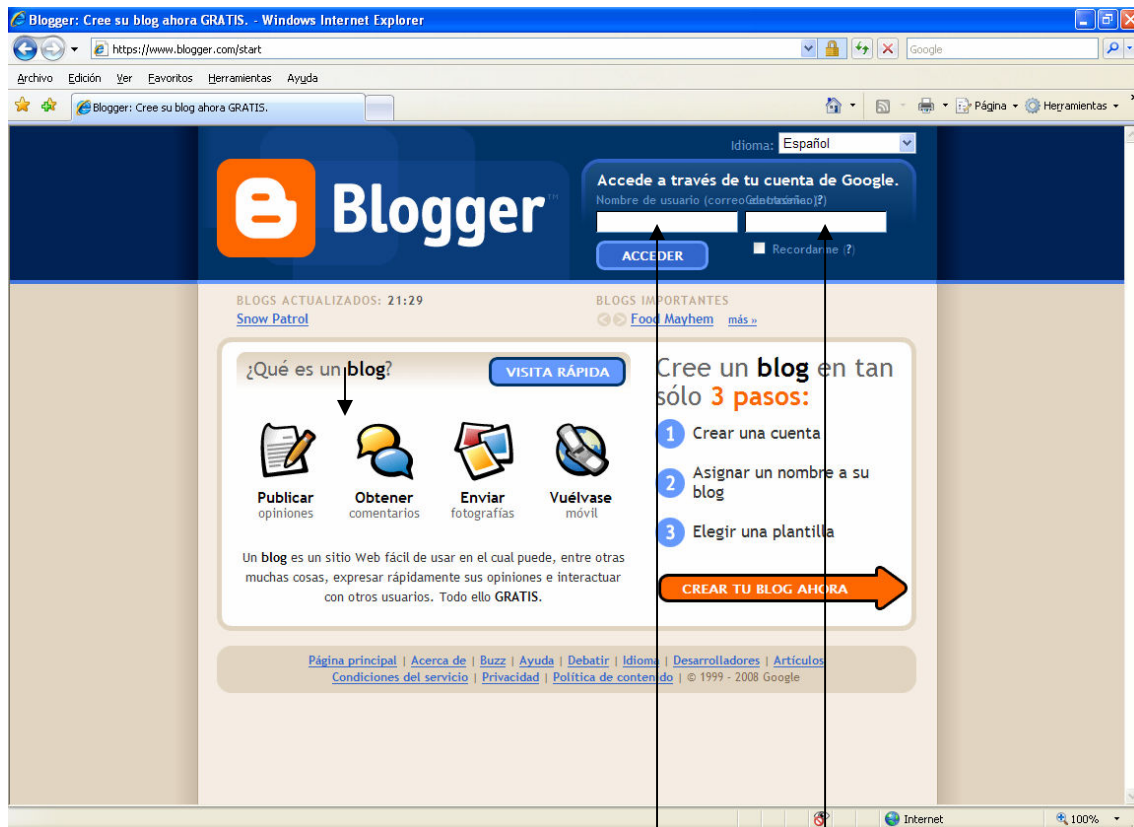 Blogger: Cree su blog ahora GRATIS. - Windows Internet Explorer
https://www.blogger.com/start
Google
Archivo Edición Ver Favoritos Herramientas Ayuda
Blogger: Cree su blog ahora GRATIS.
Página Herramientas
Idioma: Español
Blogger™
Accede a través de tu cuenta de Google.
Nombre de usuario (correo
?)
ACCEDER
Recordarme (?)
BLOGS ACTUALIZADOS: 21:29
Snow Patrol
BLOGS IMPORTANTES
Food Mayhem más »
¿Qué es un blog?
VISITA RÁPIDA
Publicar
opiniones
Obtener
comentarios
Enviar
fotografías
Vuélvase
móvil
Un blog es un sitio Web fácil de usar en el cual puede, entre otras
muchas cosas, expresar rápidamente sus opiniones e interactuar
con otros usuarios. Todo ello GRATIS.
Cree un blog en tan
sólo 3 pasos:
1 Crear una cuenta
2 Asignar un nombre a su
blog
3 Elegir una plantilla
CREAR TU BLOG AHORA
Página principal | Acerca de | Buzz | Ayuda | Debatir | Idioma | Desarrolladores | Artículos
Condiciones del servicio | Privacidad | Política de contenido | © 1999 - 2008 Google
Internet
100%